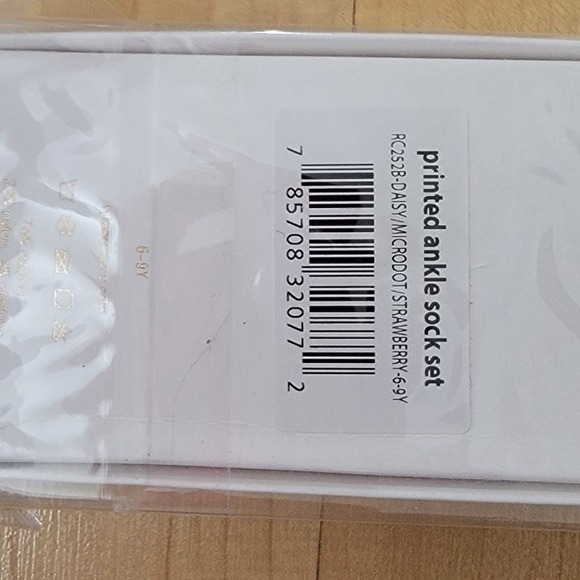 printed ankle sock set
RC252B-DAISY/MICRODOT/STRAWBERRY-6-9Y
7 85708 32077 2
6-9Y